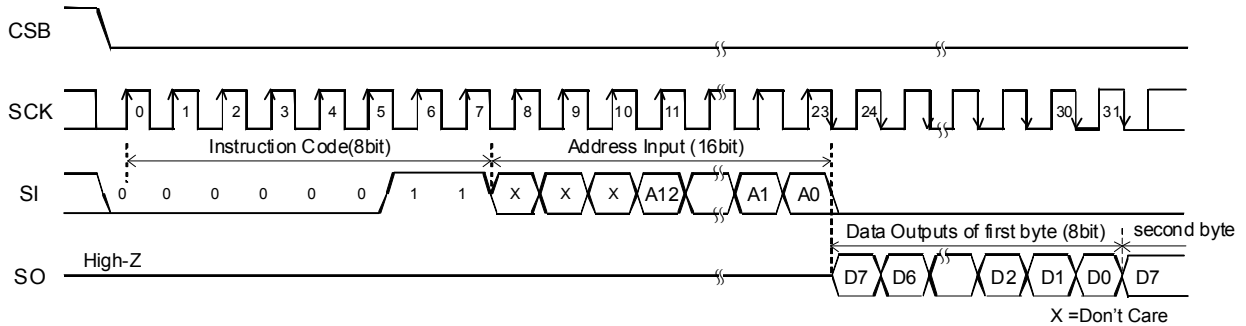 CSB
SCK 0 1 2 3 4 5 6 7 8 9 10 11 23 24 30 31
Instruction Code(8bit) Address Input (16bit)
SI 0 0 0 0 0 0 1 1 X X X A12 A1 A0
Data Outputs of first byte (8bit) second byte
High-Z
SO D7 D6 D2 D1 D0 D7
X =Don't Care